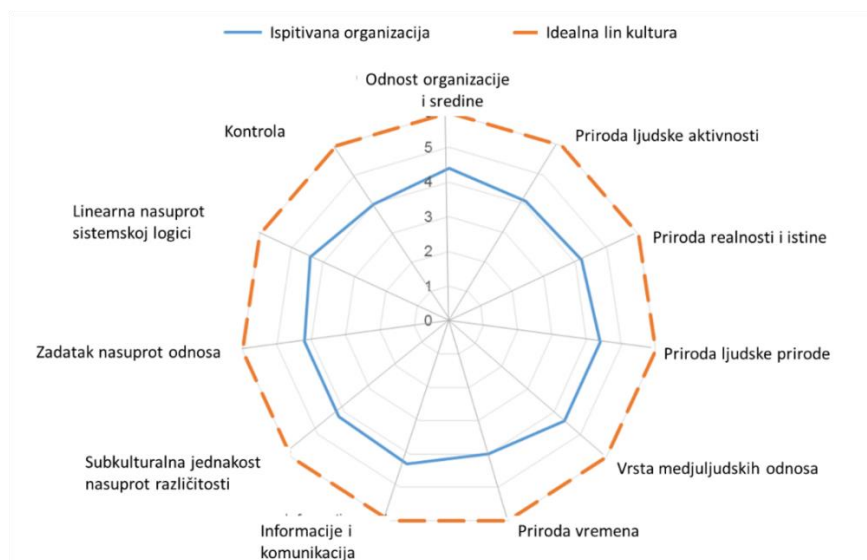 Ispitivana organizacija
Idealna lin kultura
Odnost organizacije
i sredine
Kontrola
Priroda ljudske aktivnosti
Linearna nasuprot
sistemskoj logici
Priroda realnosti i istine
Zadatak nasuprot odnosa
Priroda ljudske prirode
Subkulturalna jednakost
nasuprot različitosti
Vrsta medjuljudskih odnosa
Informacije i
komunikacija
Priroda vremena
6
5
4
3
2
1
0